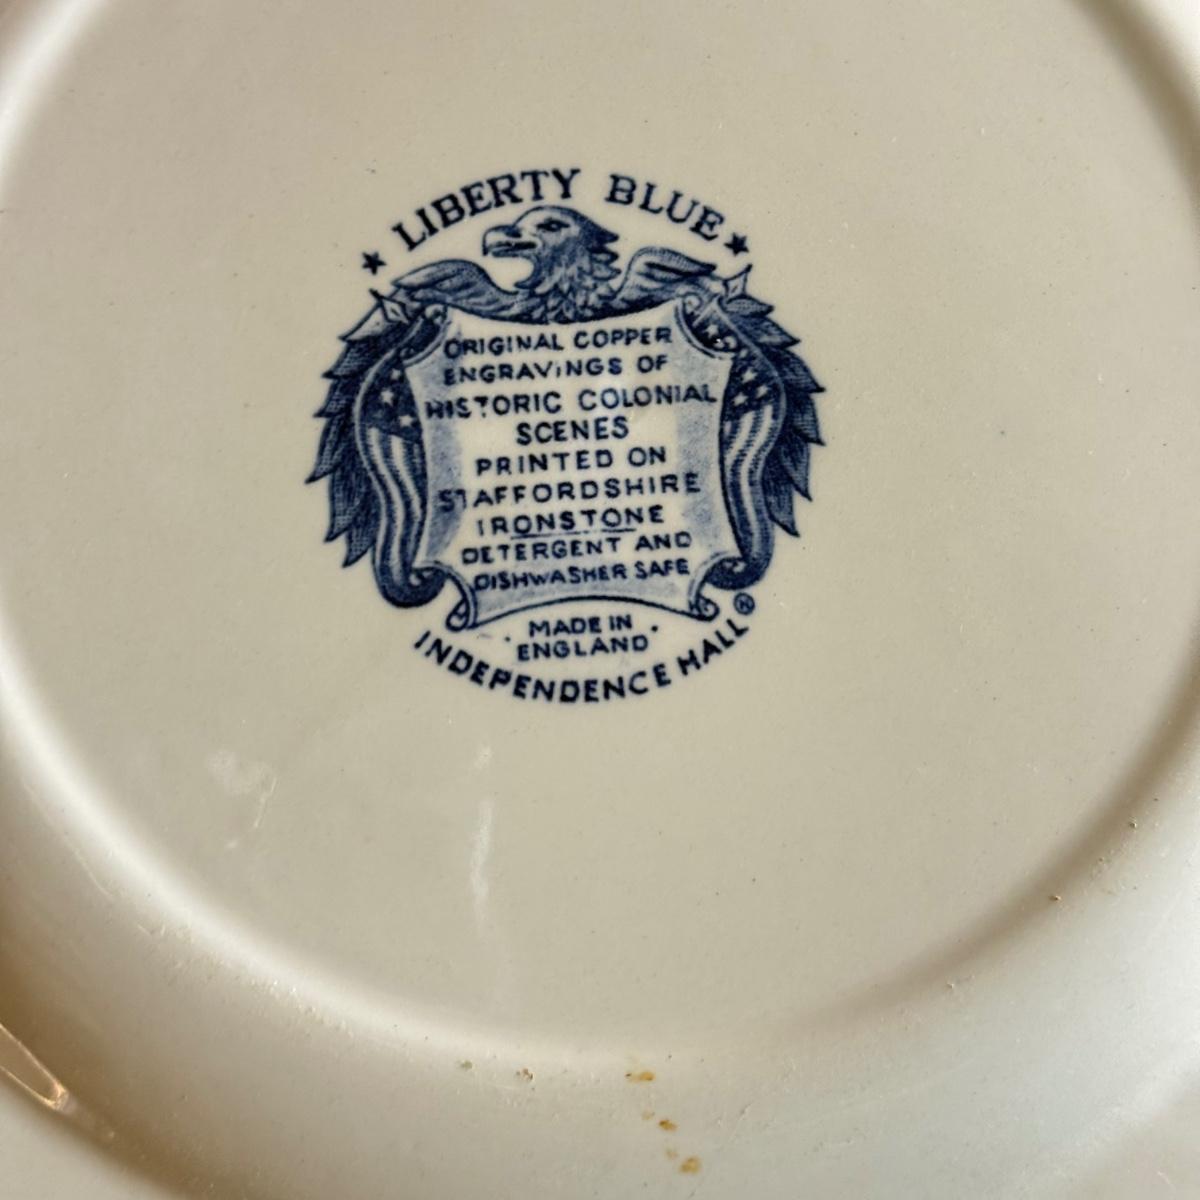 ★ LIBERTY BLUE ★
ORIGINAL COPPER
ENGRAVINGS OF
HISTORIC COLONIAL
SCENES
PRINTED ON
STAFFORDSHIRE
IRONSTONE
DETERGENT AND
DISHWASHER SAFE
· MADE IN ·
ENGLAND
INDEPENDENCE HALL ®